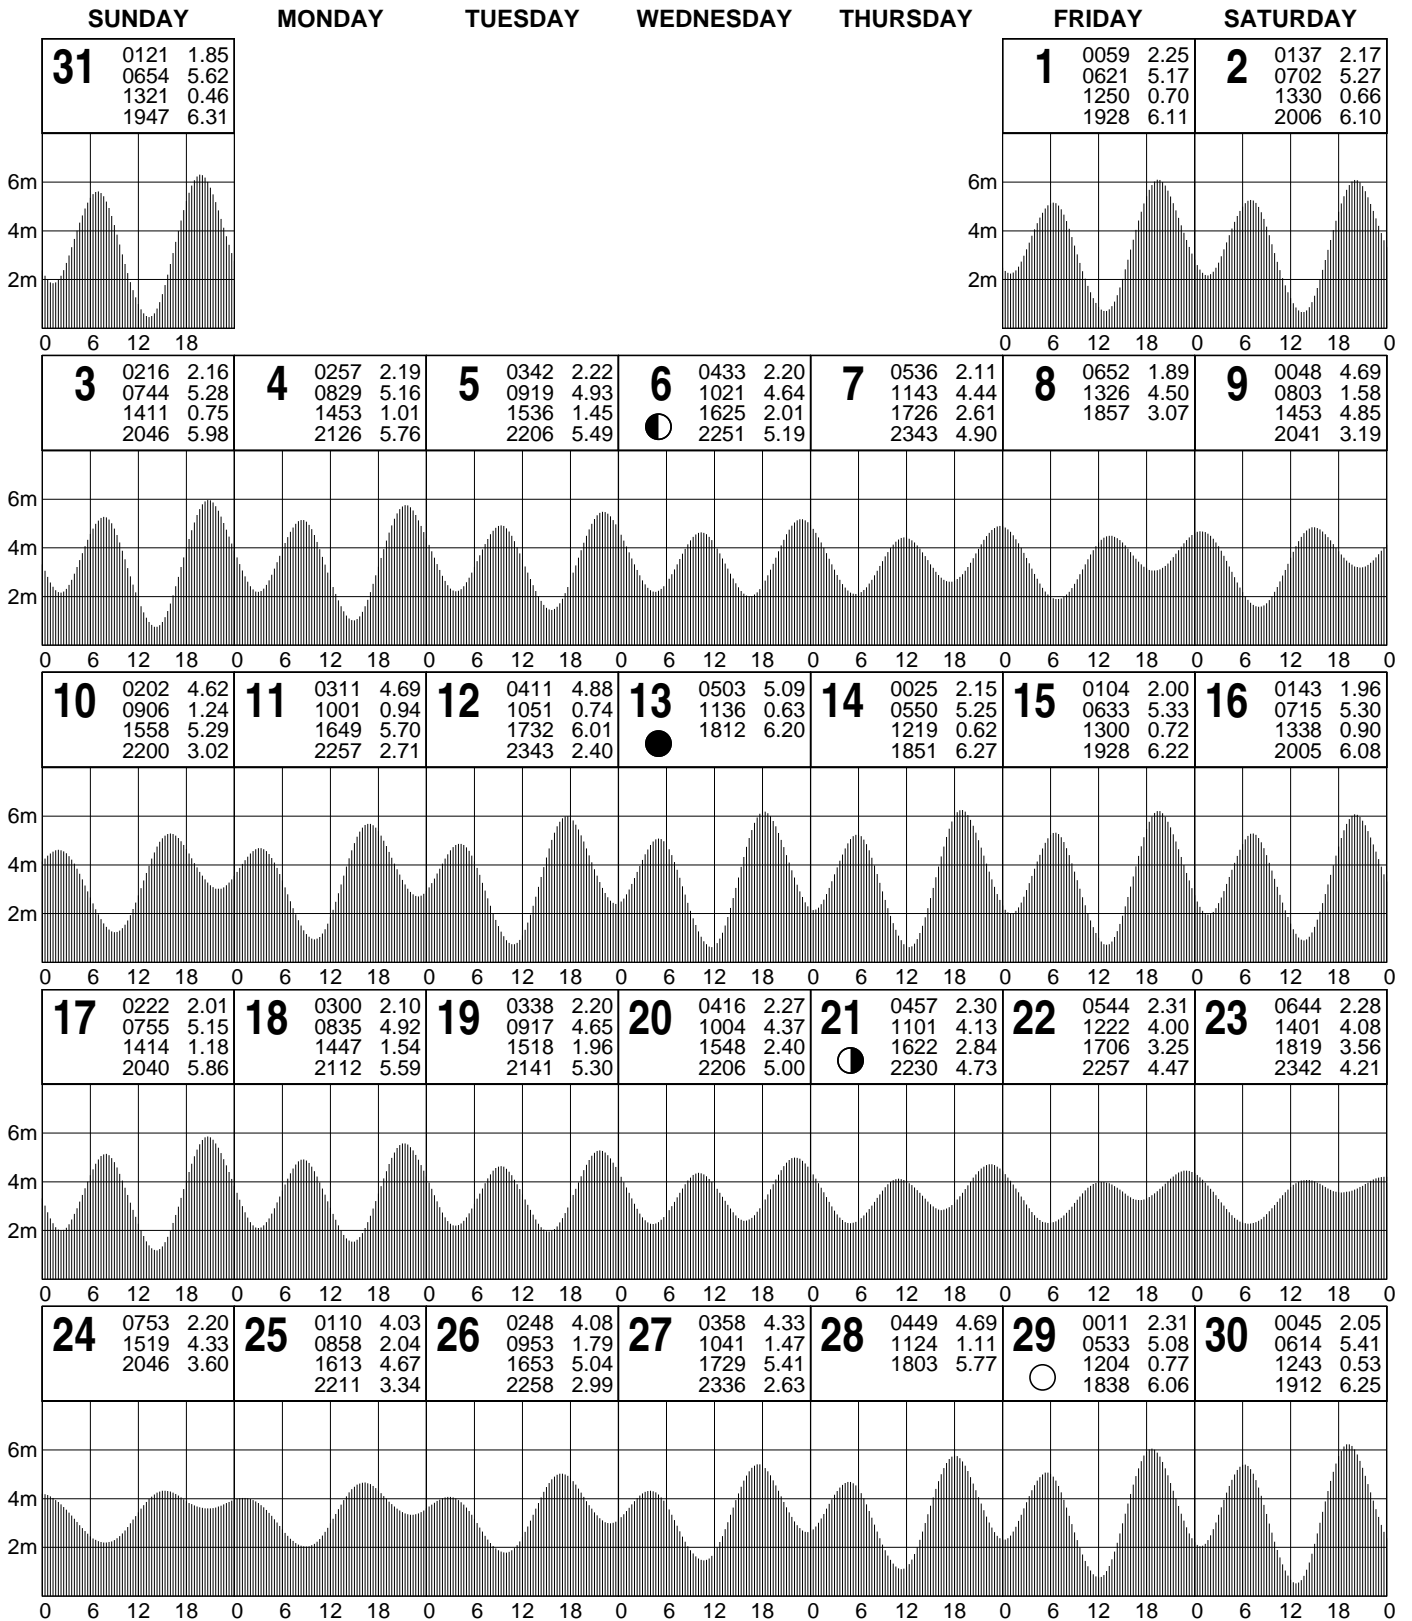 SUNDAY MONDAY TUESDAY WEDNESDAY THURSDAY FRIDAY SATURDAY
31 0121 1.85
0654 5.62
1321 0.46
1947 6.31
1 0059 2.25
0621 5.17
1250 0.70
1928 6.11
2 0137 2.17
0702 5.27
1330 0.66
2006 6.10
6m 6m
4m 4m
2m 2m
0 6 12 18 0 6 12 18 0 6 12 18 0
3 0216 2.16
0744 5.28
1411 0.75
2046 5.98
4 0257 2.19
0829 5.16
1453 1.01
2126 5.76
5 0342 2.22
0919 4.93
1536 1.45
2206 5.49
6 0433 2.20
1021 4.64
1625 2.01
2251 5.19
7 0536 2.11
1143 4.44
1726 2.61
2343 4.90
8 0652 1.89
1326 4.50
1857 3.07
9 0048 4.69
0803 1.58
1453 4.85
2041 3.19
6m
4m
2m
0 6 12 18 0 6 12 18 0 6 12 18 0 6 12 18 0 6 12 18 0 6 12 18 0 6 12 18 0
10 0202 4.62
0906 1.24
1558 5.29
2200 3.02
11 0311 4.69
1001 0.94
1649 5.70
2257 2.71
12 0411 4.88
1051 0.74
1732 6.01
2343 2.40
13 0503 5.09
1136 0.63
1812 6.20
14 0025 2.15
0550 5.25
1219 0.62
1851 6.27
15 0104 2.00
0633 5.33
1300 0.72
1928 6.22
16 0143 1.96
0715 5.30
1338 0.90
2005 6.08
6m
4m
2m
0 6 12 18 0 6 12 18 0 6 12 18 0 6 12 18 0 6 12 18 0 6 12 18 0 6 12 18 0
17 0222 2.01
0755 5.15
1414 1.18
2040 5.86
18 0300 2.10
0835 4.92
1447 1.54
2112 5.59
19 0338 2.20
0917 4.65
1518 1.96
2141 5.30
20 0416 2.27
1004 4.37
1548 2.40
2206 5.00
21 0457 2.30
1101 4.13
1622 2.84
2230 4.73
22 0544 2.31
1222 4.00
1706 3.25
2257 4.47
23 0644 2.28
1401 4.08
1819 3.56
2342 4.21
6m
4m
2m
0 6 12 18 0 6 12 18 0 6 12 18 0 6 12 18 0 6 12 18 0 6 12 18 0 6 12 18 0
24 0753 2.20
1519 4.33
2046 3.60
25 0110 4.03
0858 2.04
1613 4.67
2211 3.34
26 0248 4.08
0953 1.79
1653 5.04
2258 2.99
27 0358 4.33
1041 1.47
1729 5.41
2336 2.63
28 0449 4.69
1124 1.11
1803 5.77
29 0011 2.31
0533 5.08
1204 0.77
1838 6.06
30 0045 2.05
0614 5.41
1243 0.53
1912 6.25
6m
4m
2m
0 6 12 18 0 6 12 18 0 6 12 18 0 6 12 18 0 6 12 18 0 6 12 18 0 6 12 18 0